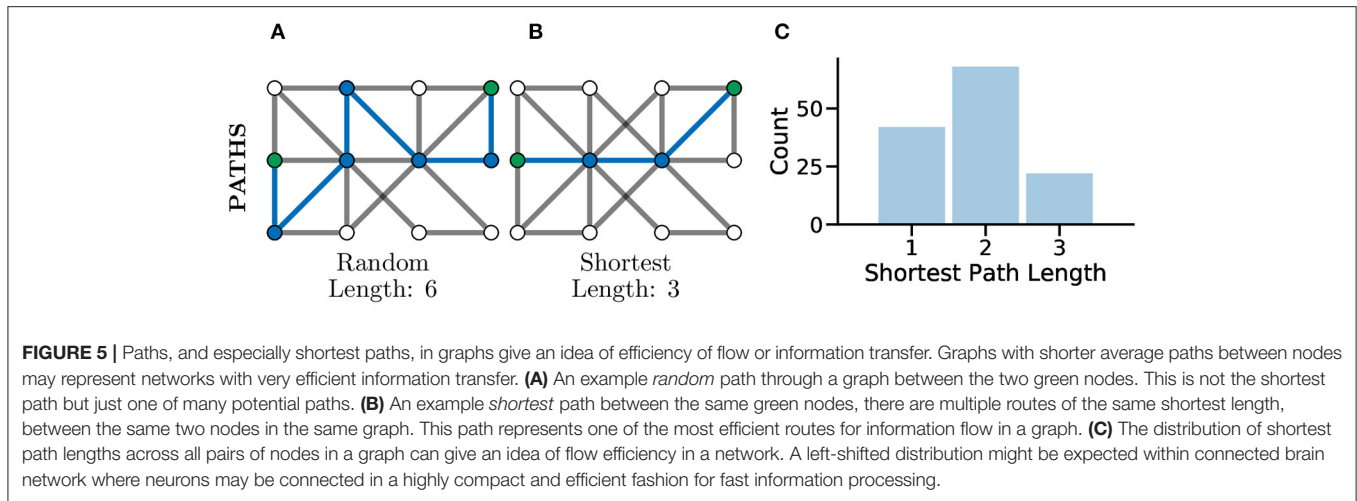 A
B
C
PATHS
Random
Length: 6
Shortest
Length: 3
Count
50
25
0
1 2 3
Shortest Path Length
FIGURE 5 | Paths, and especially shortest paths, in graphs give an idea of efficiency of flow or information transfer. Graphs with shorter average paths between nodes
may represent networks with very efficient information transfer. (A) An example random path through a graph between the two green nodes. This is not the shortest
path but just one of many potential paths. (B) An example shortest path between the same green nodes, there are multiple routes of the same shortest length,
between the same two nodes in the same graph. This path represents one of the most efficient routes for information flow in a graph. (C) The distribution of shortest
path lengths across all pairs of nodes in a graph can give an idea of flow efficiency in a network. A left-shifted distribution might be expected within connected brain
network where neurons may be connected in a highly compact and efficient fashion for fast information processing.